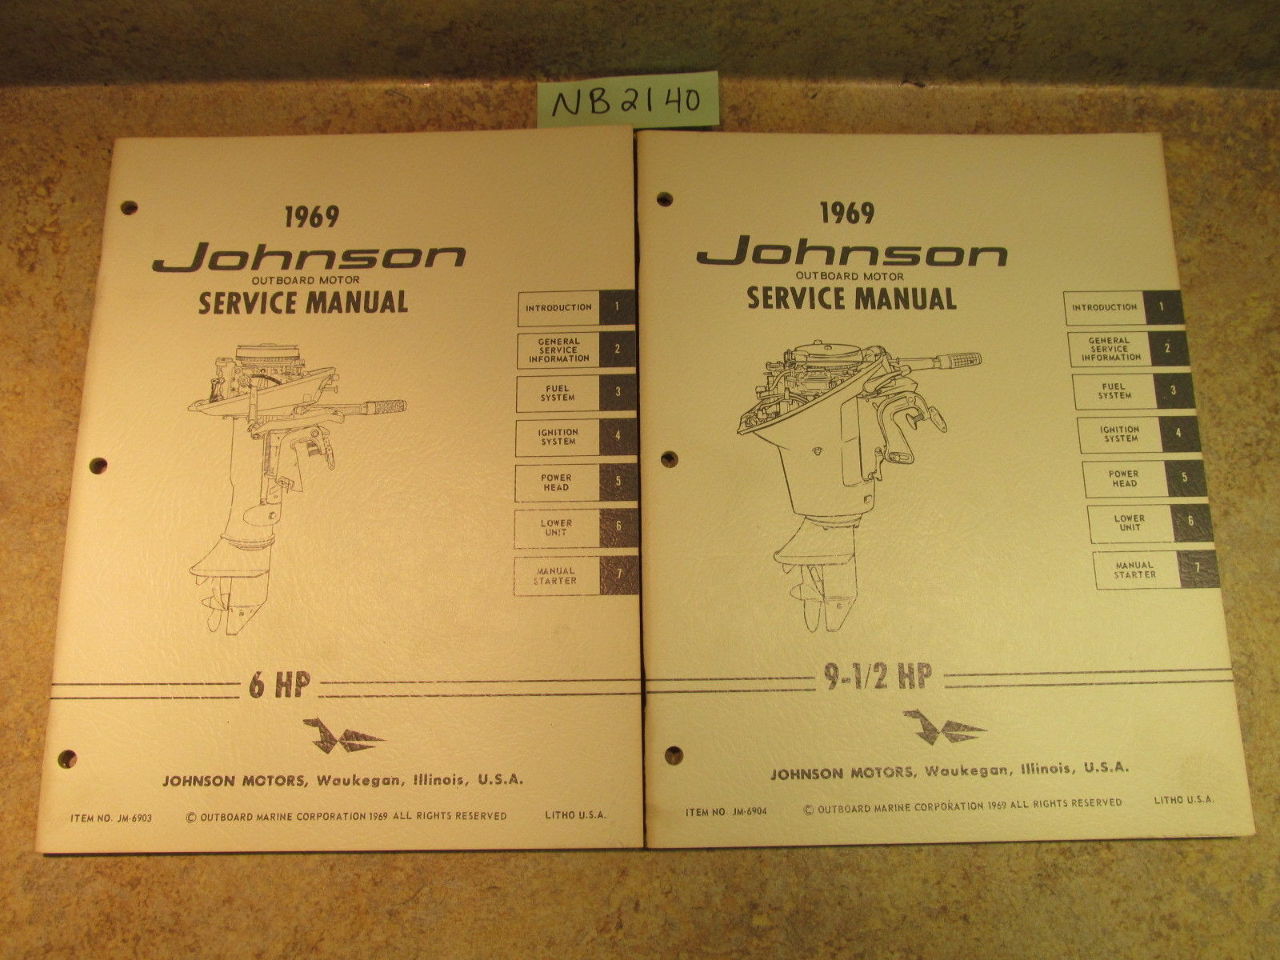 NB2140
1969
Johnson
OUTBOARD MOTOR
SERVICE MANUAL
INTRODUCTION 1
GENERAL
SERVICE
INFORMATION 2
FUEL
SYSTEM 3
IGNITION
SYSTEM 4
POWER
HEAD 5
LOWER
UNIT 6
MANUAL
STARTER 7
6 HP
JOHNSON MOTORS, Waukegan, Illinois, U.S.A.
ITEM NO. JM-6903 © OUTBOARD MARINE CORPORATION 1969 ALL RIGHTS RESERVED LITHO U.S.A.
1969
Johnson
OUTBOARD MOTOR
SERVICE MANUAL
INTRODUCTION 1
GENERAL
SERVICE
INFORMATION 2
FUEL
SYSTEM 3
IGNITION
SYSTEM 4
POWER
HEAD 5
LOWER
UNIT 6
MANUAL
STARTER 7
9-1/2 HP
JOHNSON MOTORS, Waukegan, Illinois, U.S.A.
ITEM NO. JM-6904 © OUTBOARD MARINE CORPORATION 1969 ALL RIGHTS RESERVED LITHO U.S.A.